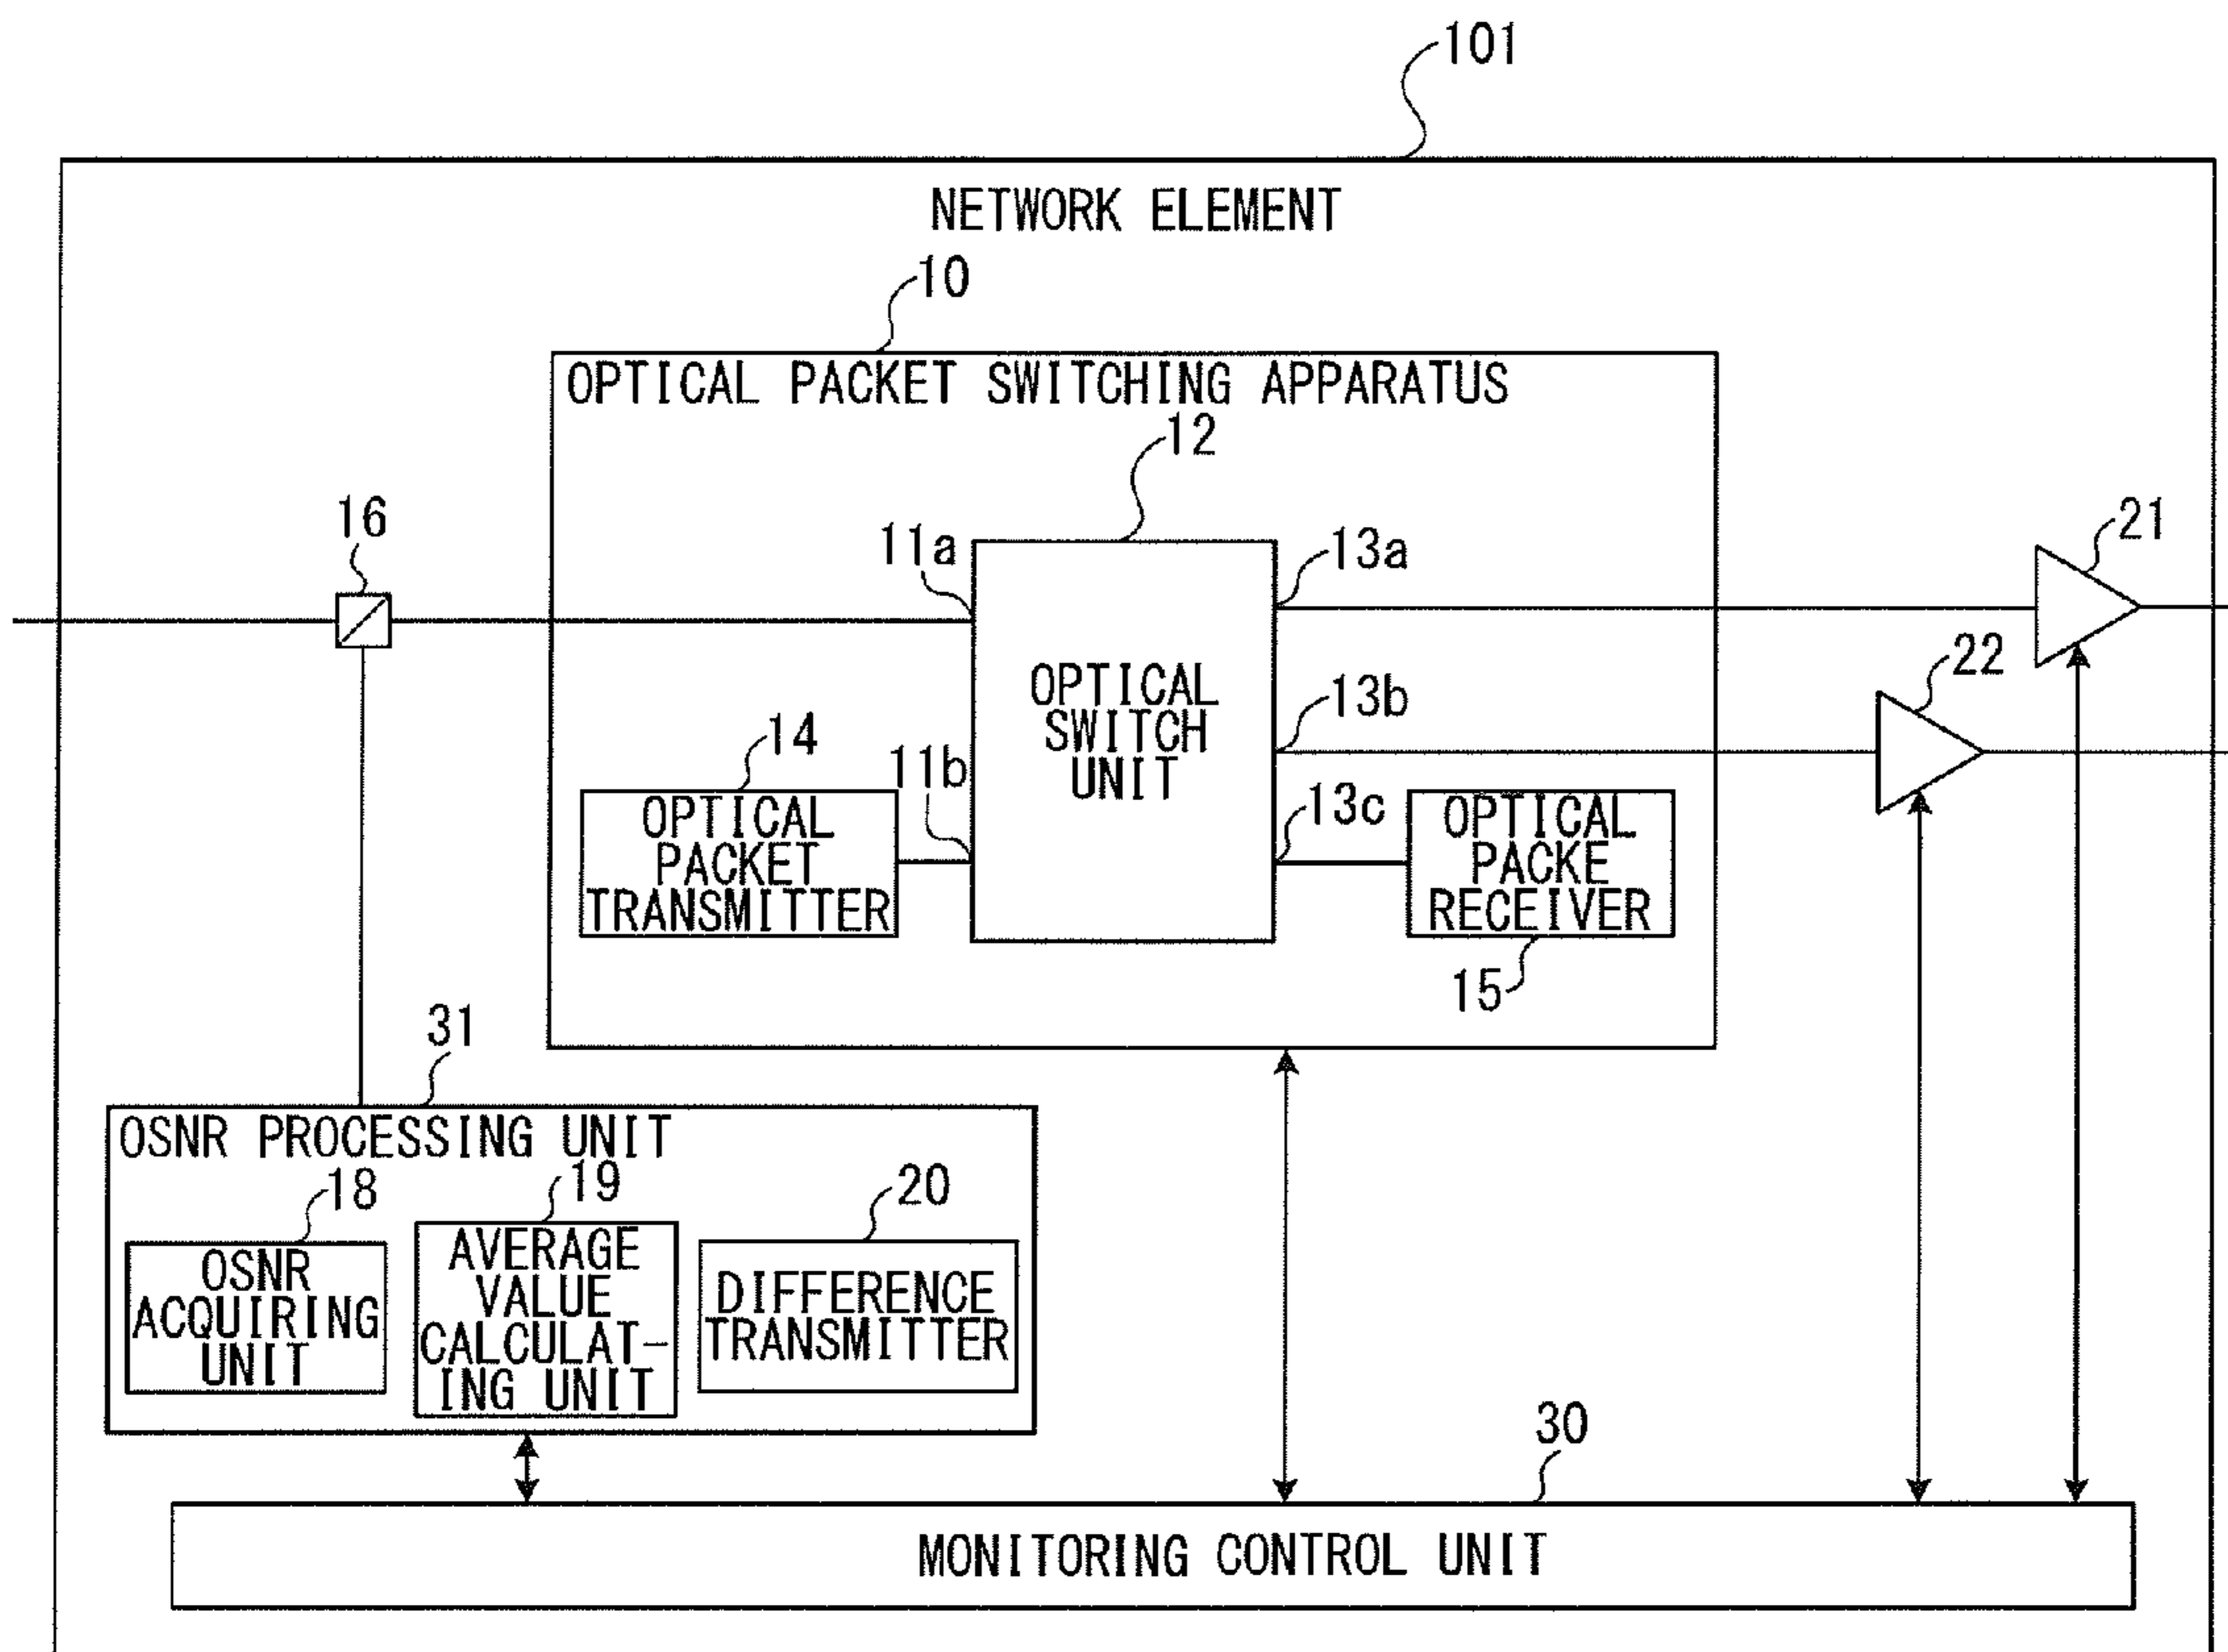 101
NETWORK ELEMENT
10
OPTICAL PACKET SWITCHING APPARATUS
12
16
11a
13a
21
OPTICAL
SWITCH
UNIT
13b
22
14
11b
13c
OPTICAL
PACKET
TRANSMITTER
OPTICAL
PACKE
RECEIVER
15
31
OSNR PROCESSING UNIT
18
19
20
OSNR
ACQUIRING
UNIT
AVERAGE
VALUE
CALCULAT-
ING UNIT
DIFFERENCE
TRANSMITTER
30
MONITORING CONTROL UNIT